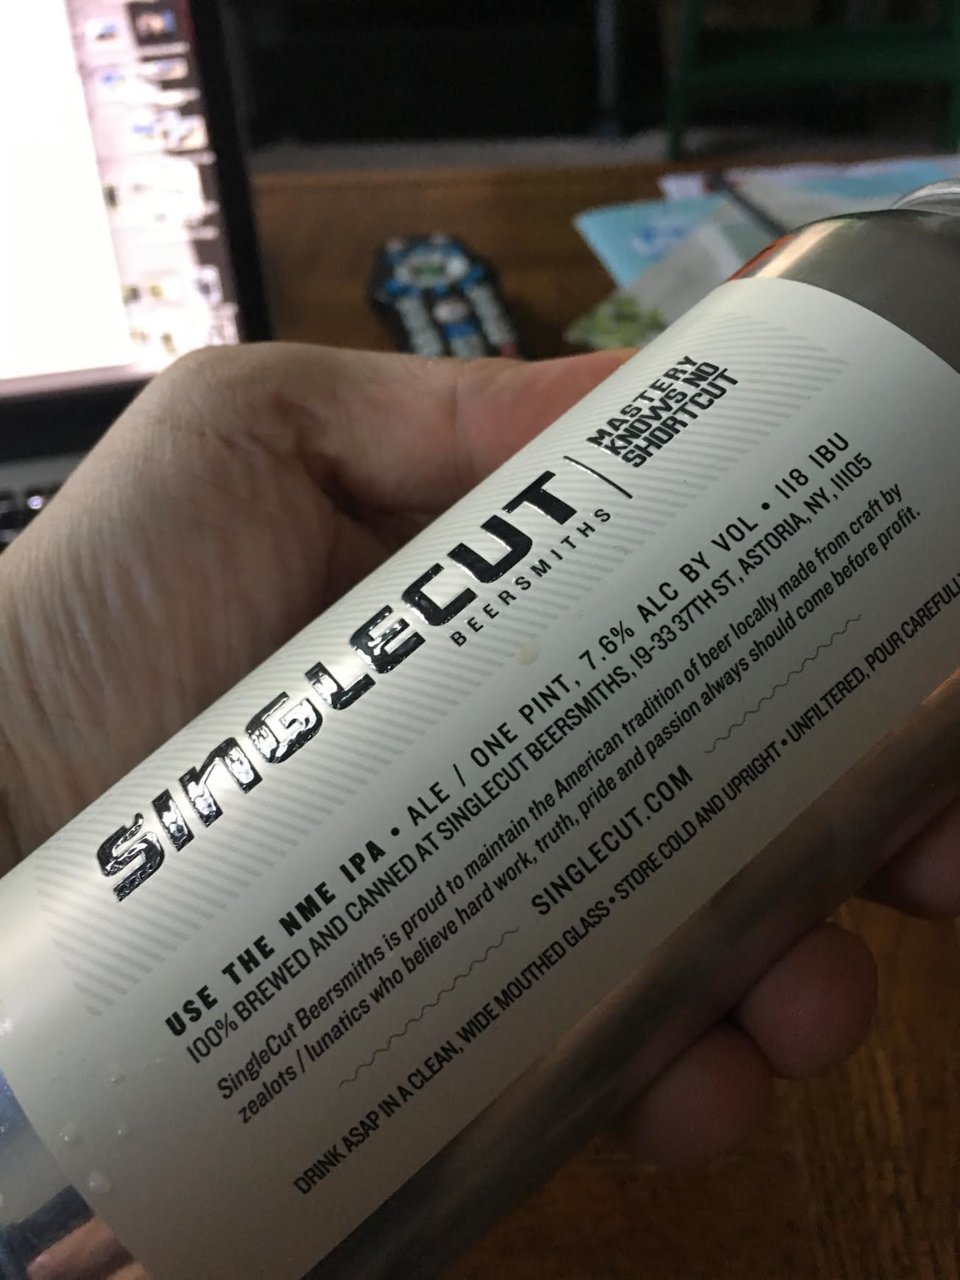 SINGLECUT
BEERSMITHS
MASTERY
KNOWS NO
SHORTCUT
USE THE NME IPA • ALE / ONE PINT, 7.6% ALC BY VOL • 118 IBU
100% BREWED AND CANNED AT SINGLECUT BEERSMITHS, 19-33 37TH ST, ASTORIA, NY, 11105
SingleCut Beersmiths is proud to maintain the American tradition of beer locally made from craft by
zealots / lunatics who believe hard work, truth, pride and passion always should come before profit.
SINGLECUT.COM
DRINK ASAP IN A CLEAN, WIDE MOUTHED GLASS • STORE COLD AND UPRIGHT • UNFILTERED, POUR CAREFULLY